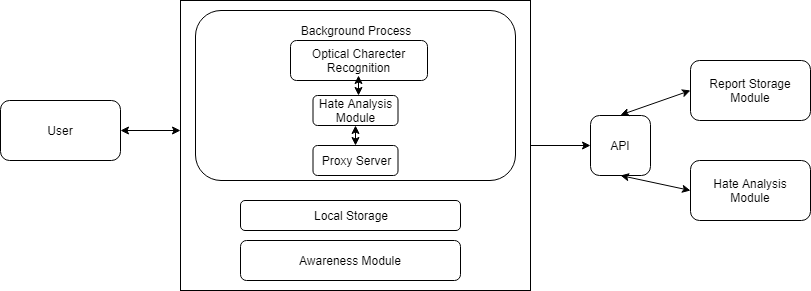 Background Process
Optical Charecter
Recognition
Hate Analysis
Module
Proxy Server
User
Local Storage
Awareness Module
API
Report Storage
Module
Hate Analysis
Module